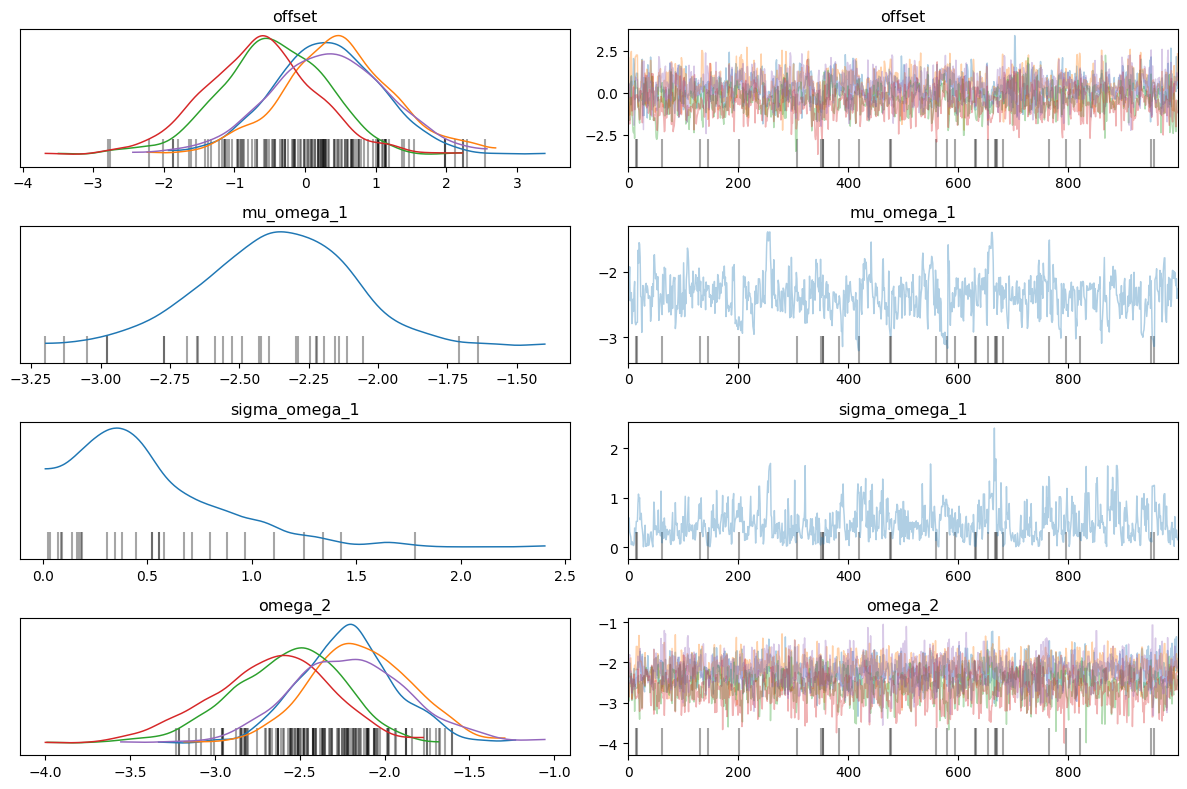 offset offset
2.5
0.0
−2.5
−4 −3 −2 −1 0 1 2 3 0 200 400 600 800
mu_omega_1 mu_omega_1
−2
−3
−3.25 −3.00 −2.75 −2.50 −2.25 −2.00 −1.75 −1.50 0 200 400 600 800
sigma_omega_1 sigma_omega_1
2
1
0
0.0 0.5 1.0 1.5 2.0 2.5 0 200 400 600 800
omega_2 omega_2
−1
−2
−3
−4
−4.0 −3.5 −3.0 −2.5 −2.0 −1.5 −1.0 0 200 400 600 800